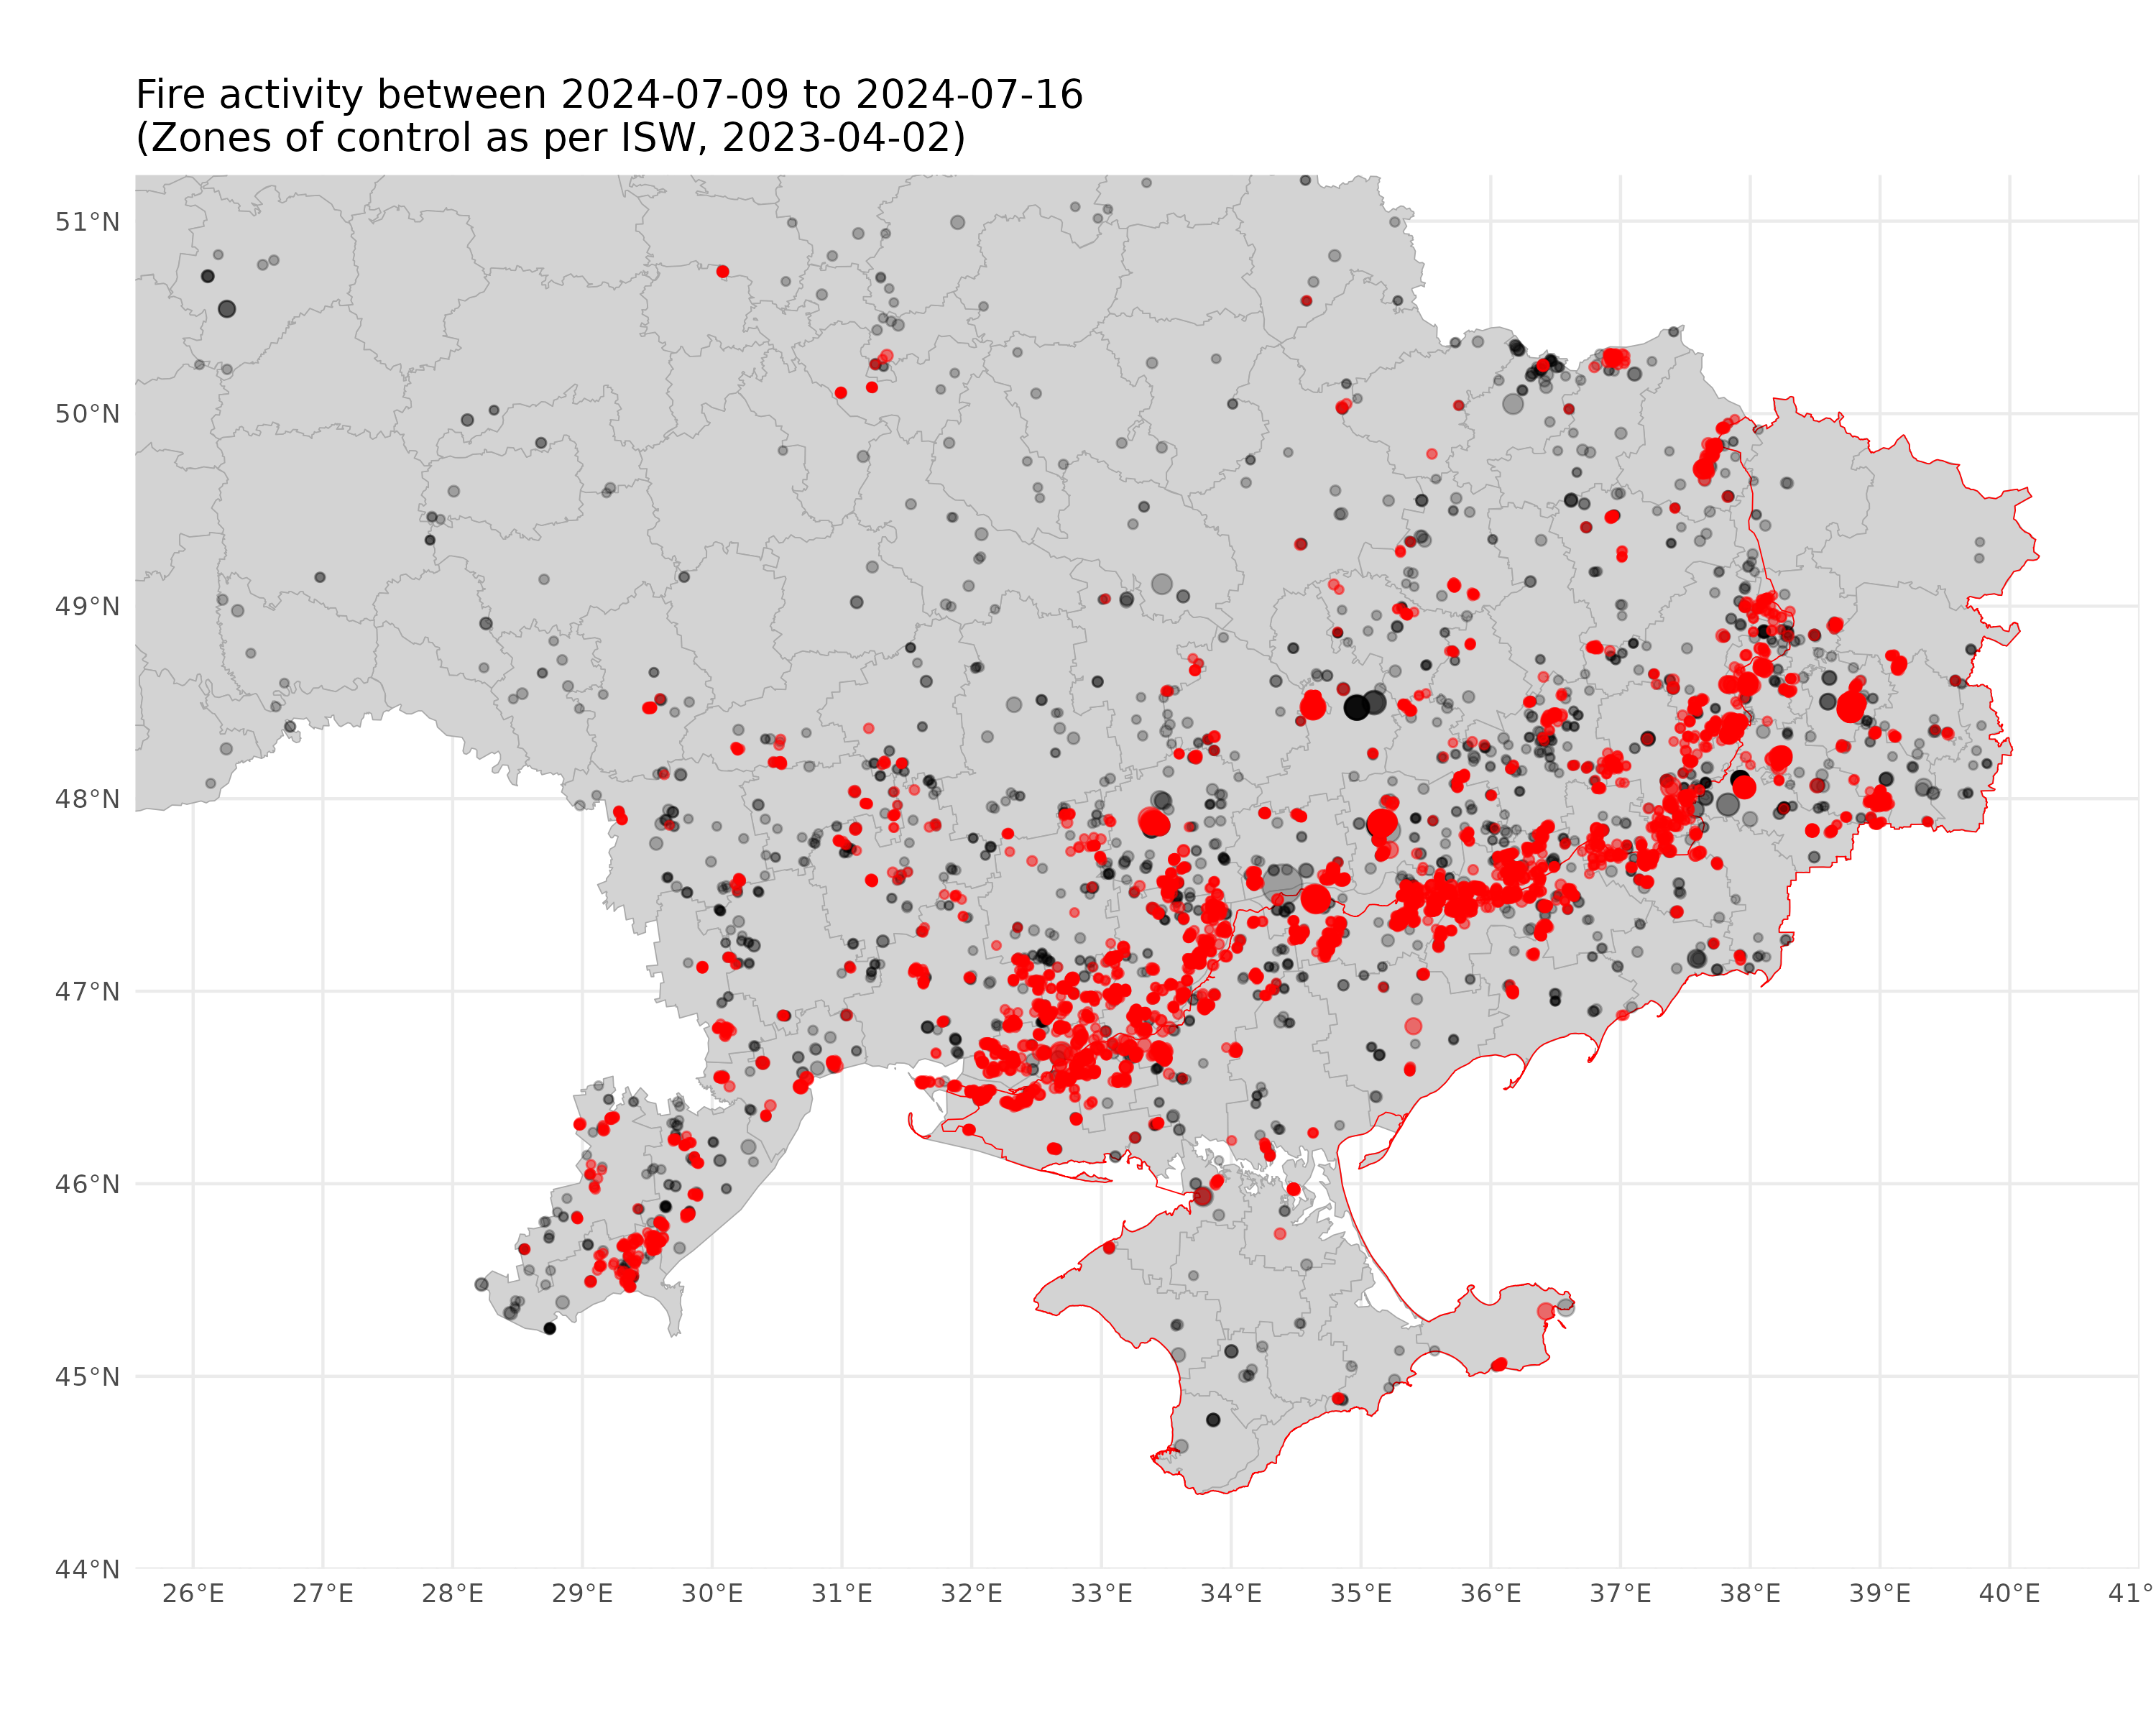 Fire activity between 2024-07-09 to 2024-07-16
(Zones of control as per ISW, 2023-04-02)
51°N
50°N
49°N
48°N
47°N
46°N
45°N
44°N
26°E 27°E 28°E 29°E 30°E 31°E 32°E 33°E 34°E 35°E 36°E 37°E 38°E 39°E 40°E 41°